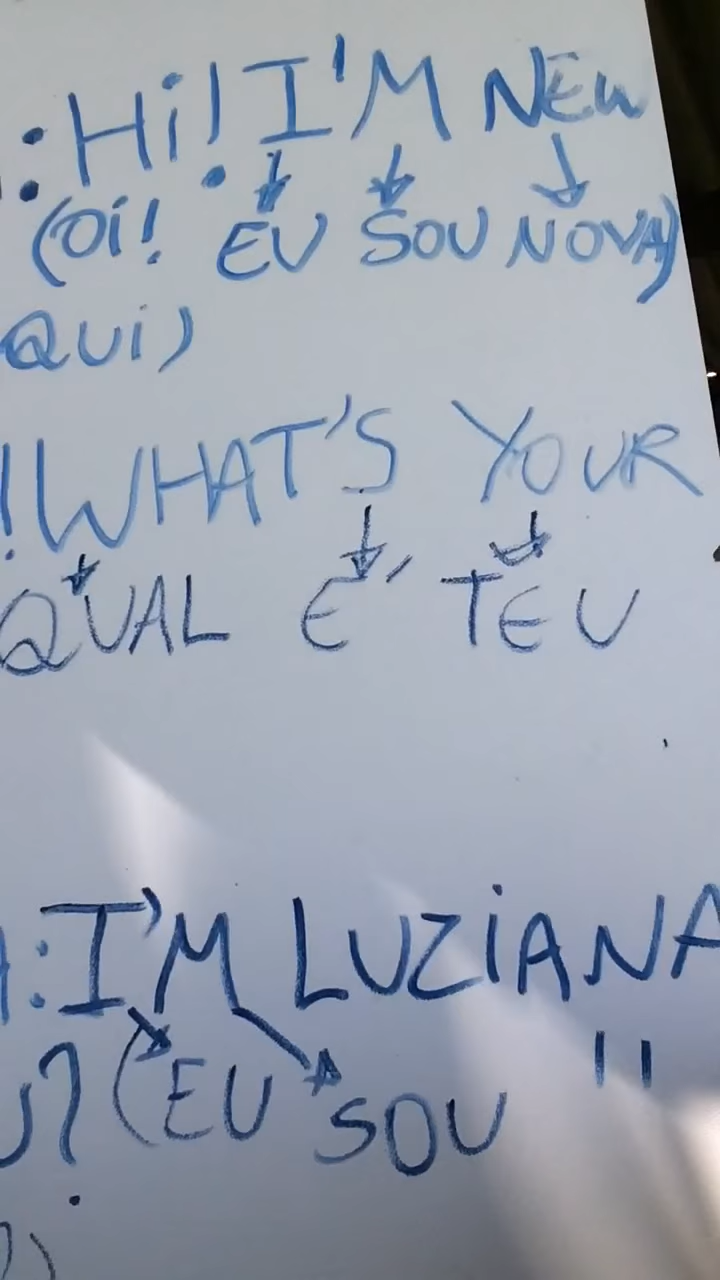 : Hi! I'M NEW
(Oi! EU SOU NOVA)
QUi)
! WHAT'S YOUR
QUAL É TEU
: I'M LUZiANA
? (EU SOU "
)